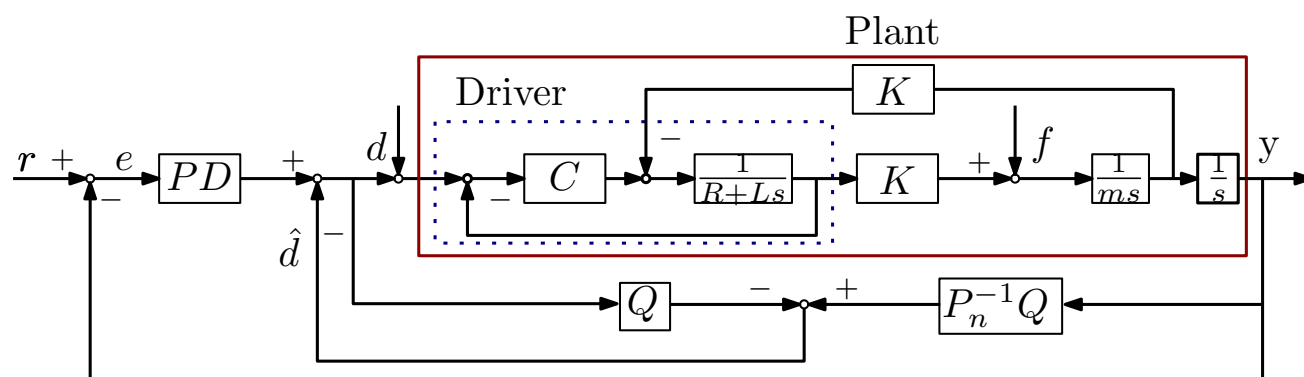 Plant
Driver
K
r + e PD + d C − 1/(R+Ls) K + f 1/(ms) 1/s y
−
−
−
d̂
−
Q − + P_n^{-1}Q